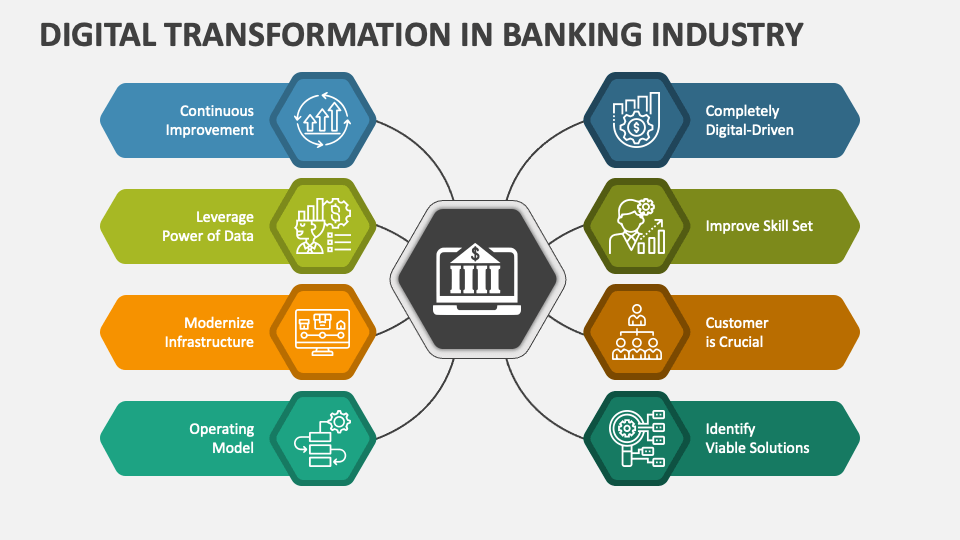 DIGITAL TRANSFORMATION IN BANKING INDUSTRY
Continuous
Improvement
Leverage
Power of Data
Modernize
Infrastructure
Operating
Model
$
Completely
Digital-Driven
$
Improve Skill Set
Customer
is Crucial
Identify
Viable Solutions